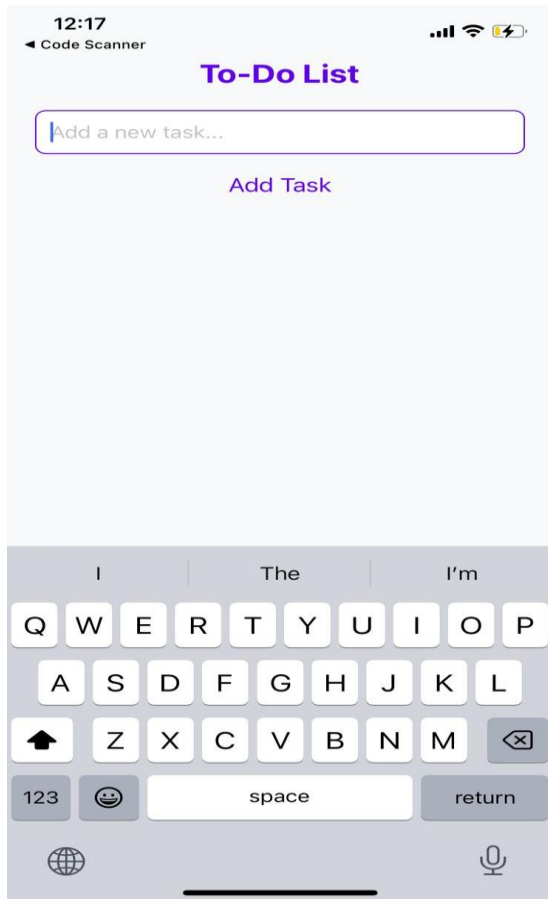 12:17
◀ Code Scanner
To-Do List
Add a new task...
Add Task
I The I'm
Q W E R T Y U I O P
A S D F G H J K L
Z X C V B N M
123 space return